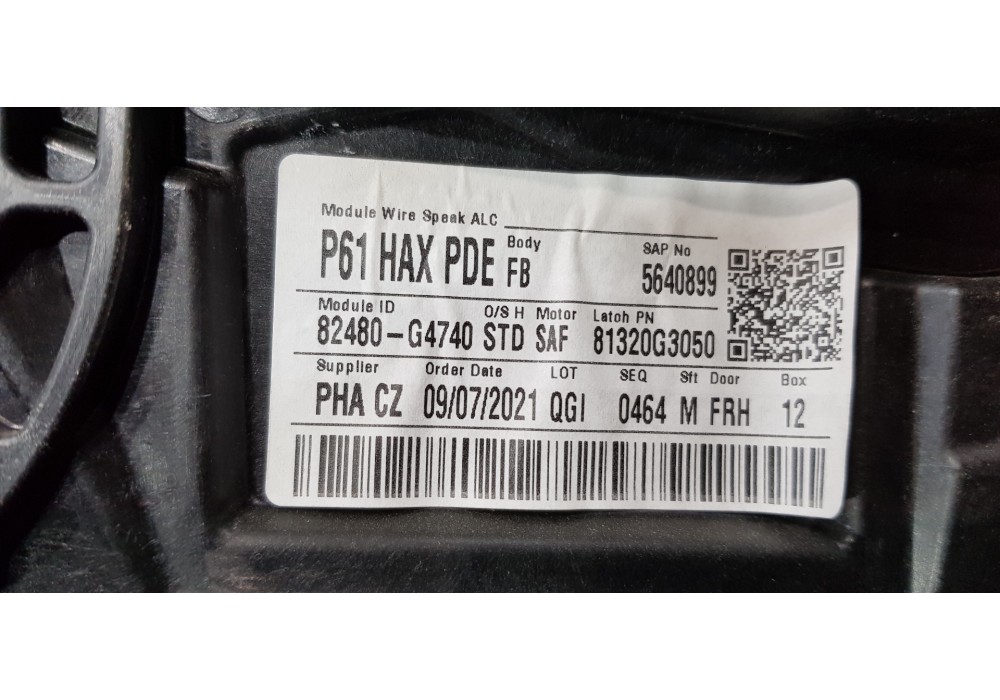 Module Wire Speak ALC
P61 HAX PDE Body FB SAP No 5640899
Module ID O/S H Motor Latch PN
82480-G4740 STD SAF 81320G3050
Supplier Order Date LOT SEQ Sft Door Box
PHA CZ 09/07/2021 QGI 0464 M FRH 12